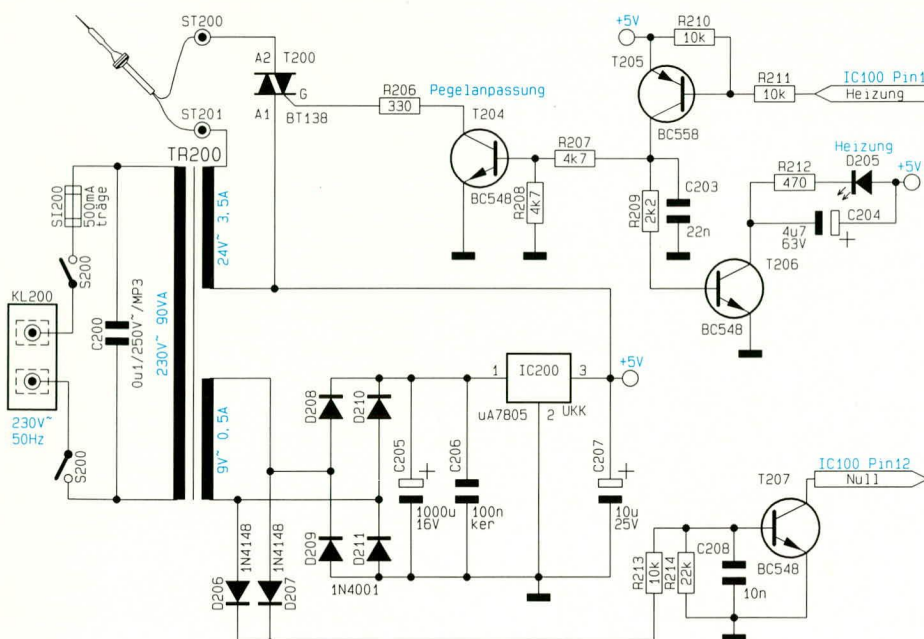 ST200
+5V
R210
10k
A2
T200
G
A1
BT138
R206
330
Pegelanpassung
T204
BC548
T205
BC558
R211
10k
IC100 Pin1
Heizung
ST201
TR200
R207
4k7
R208
4k7
R209
2k2
C203
22n
Heizung
D205
R212
470
+5V
C204
4u7
63V
+
T206
BC548
SI200
500mA
träge
S200
24V~ 3,5A
KL200
C200
0u1/250V~/MP3
230V~ 90VA
230V~
50Hz
S200
9V~ 0,5A
D208
D210
1
IC200
3
+5V
uA7805
2
UKK
C205
+
1000u
16V
C206
100n
ker
C207
+
10u
25V
D209
D211
1N4001
1N4148
1N4148
D206
D207
T207
IC100 Pin12
Null
BC548
R213
10k
R214
22k
C208
10n